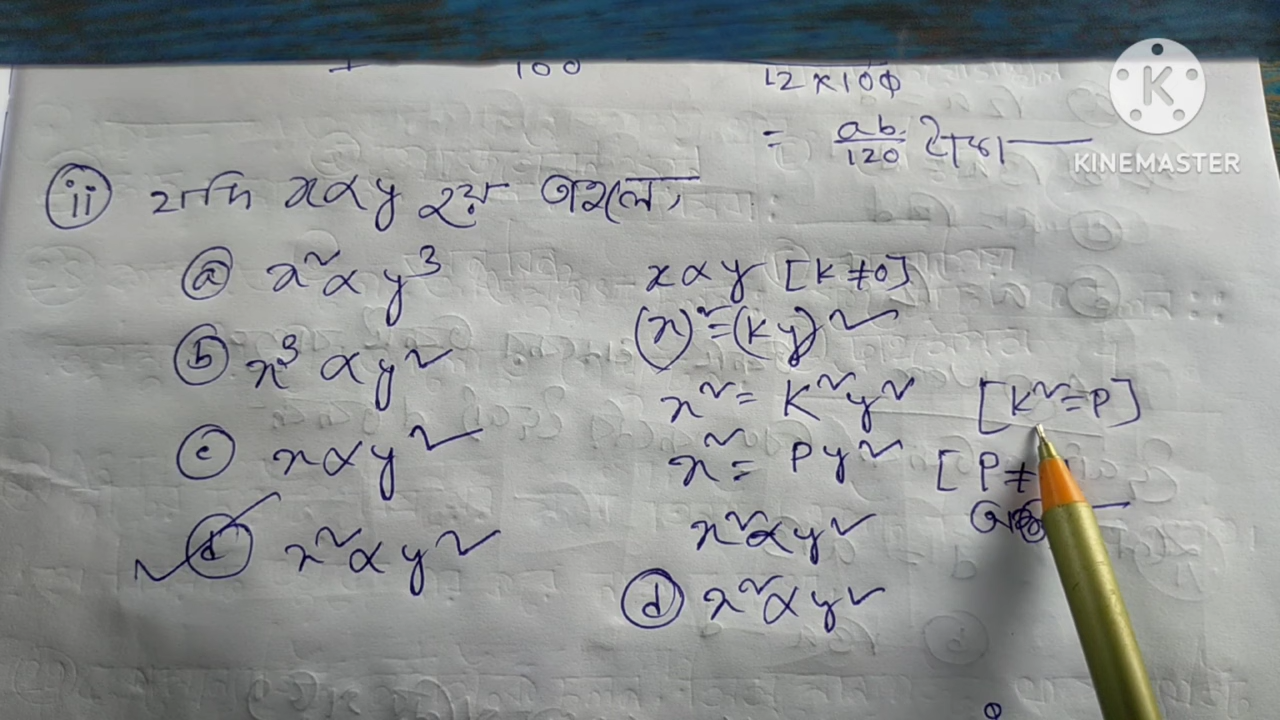 100
12×100
= ab/120 টাকা
K
KINEMASTER
(ii) যদি x∝y হয় তাহলে,
(a) x²∝y³
x∝y [K≠0]
(b) x³∝y²
(x)²=(Ky)²
x²= K²y² [K²=P]
(c) x∝y²
x²= Py² [P≠
x²∝y²
(d) x²∝y²
(d) x²∝y²